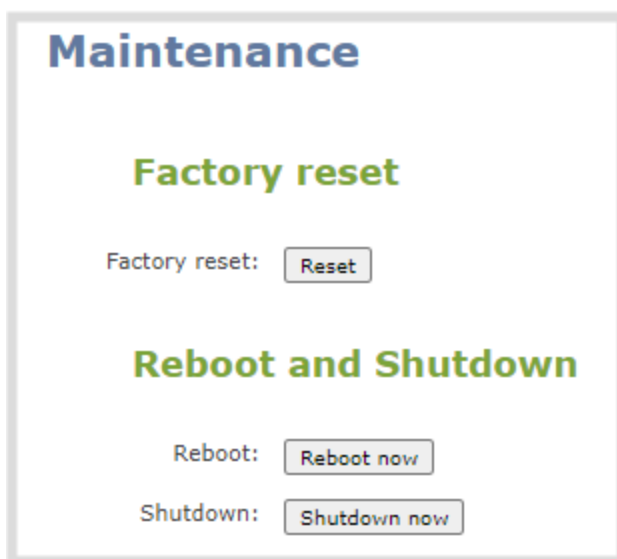 Maintenance
Factory reset
Factory reset: Reset
Reboot and Shutdown
Reboot: Reboot now
Shutdown: Shutdown now